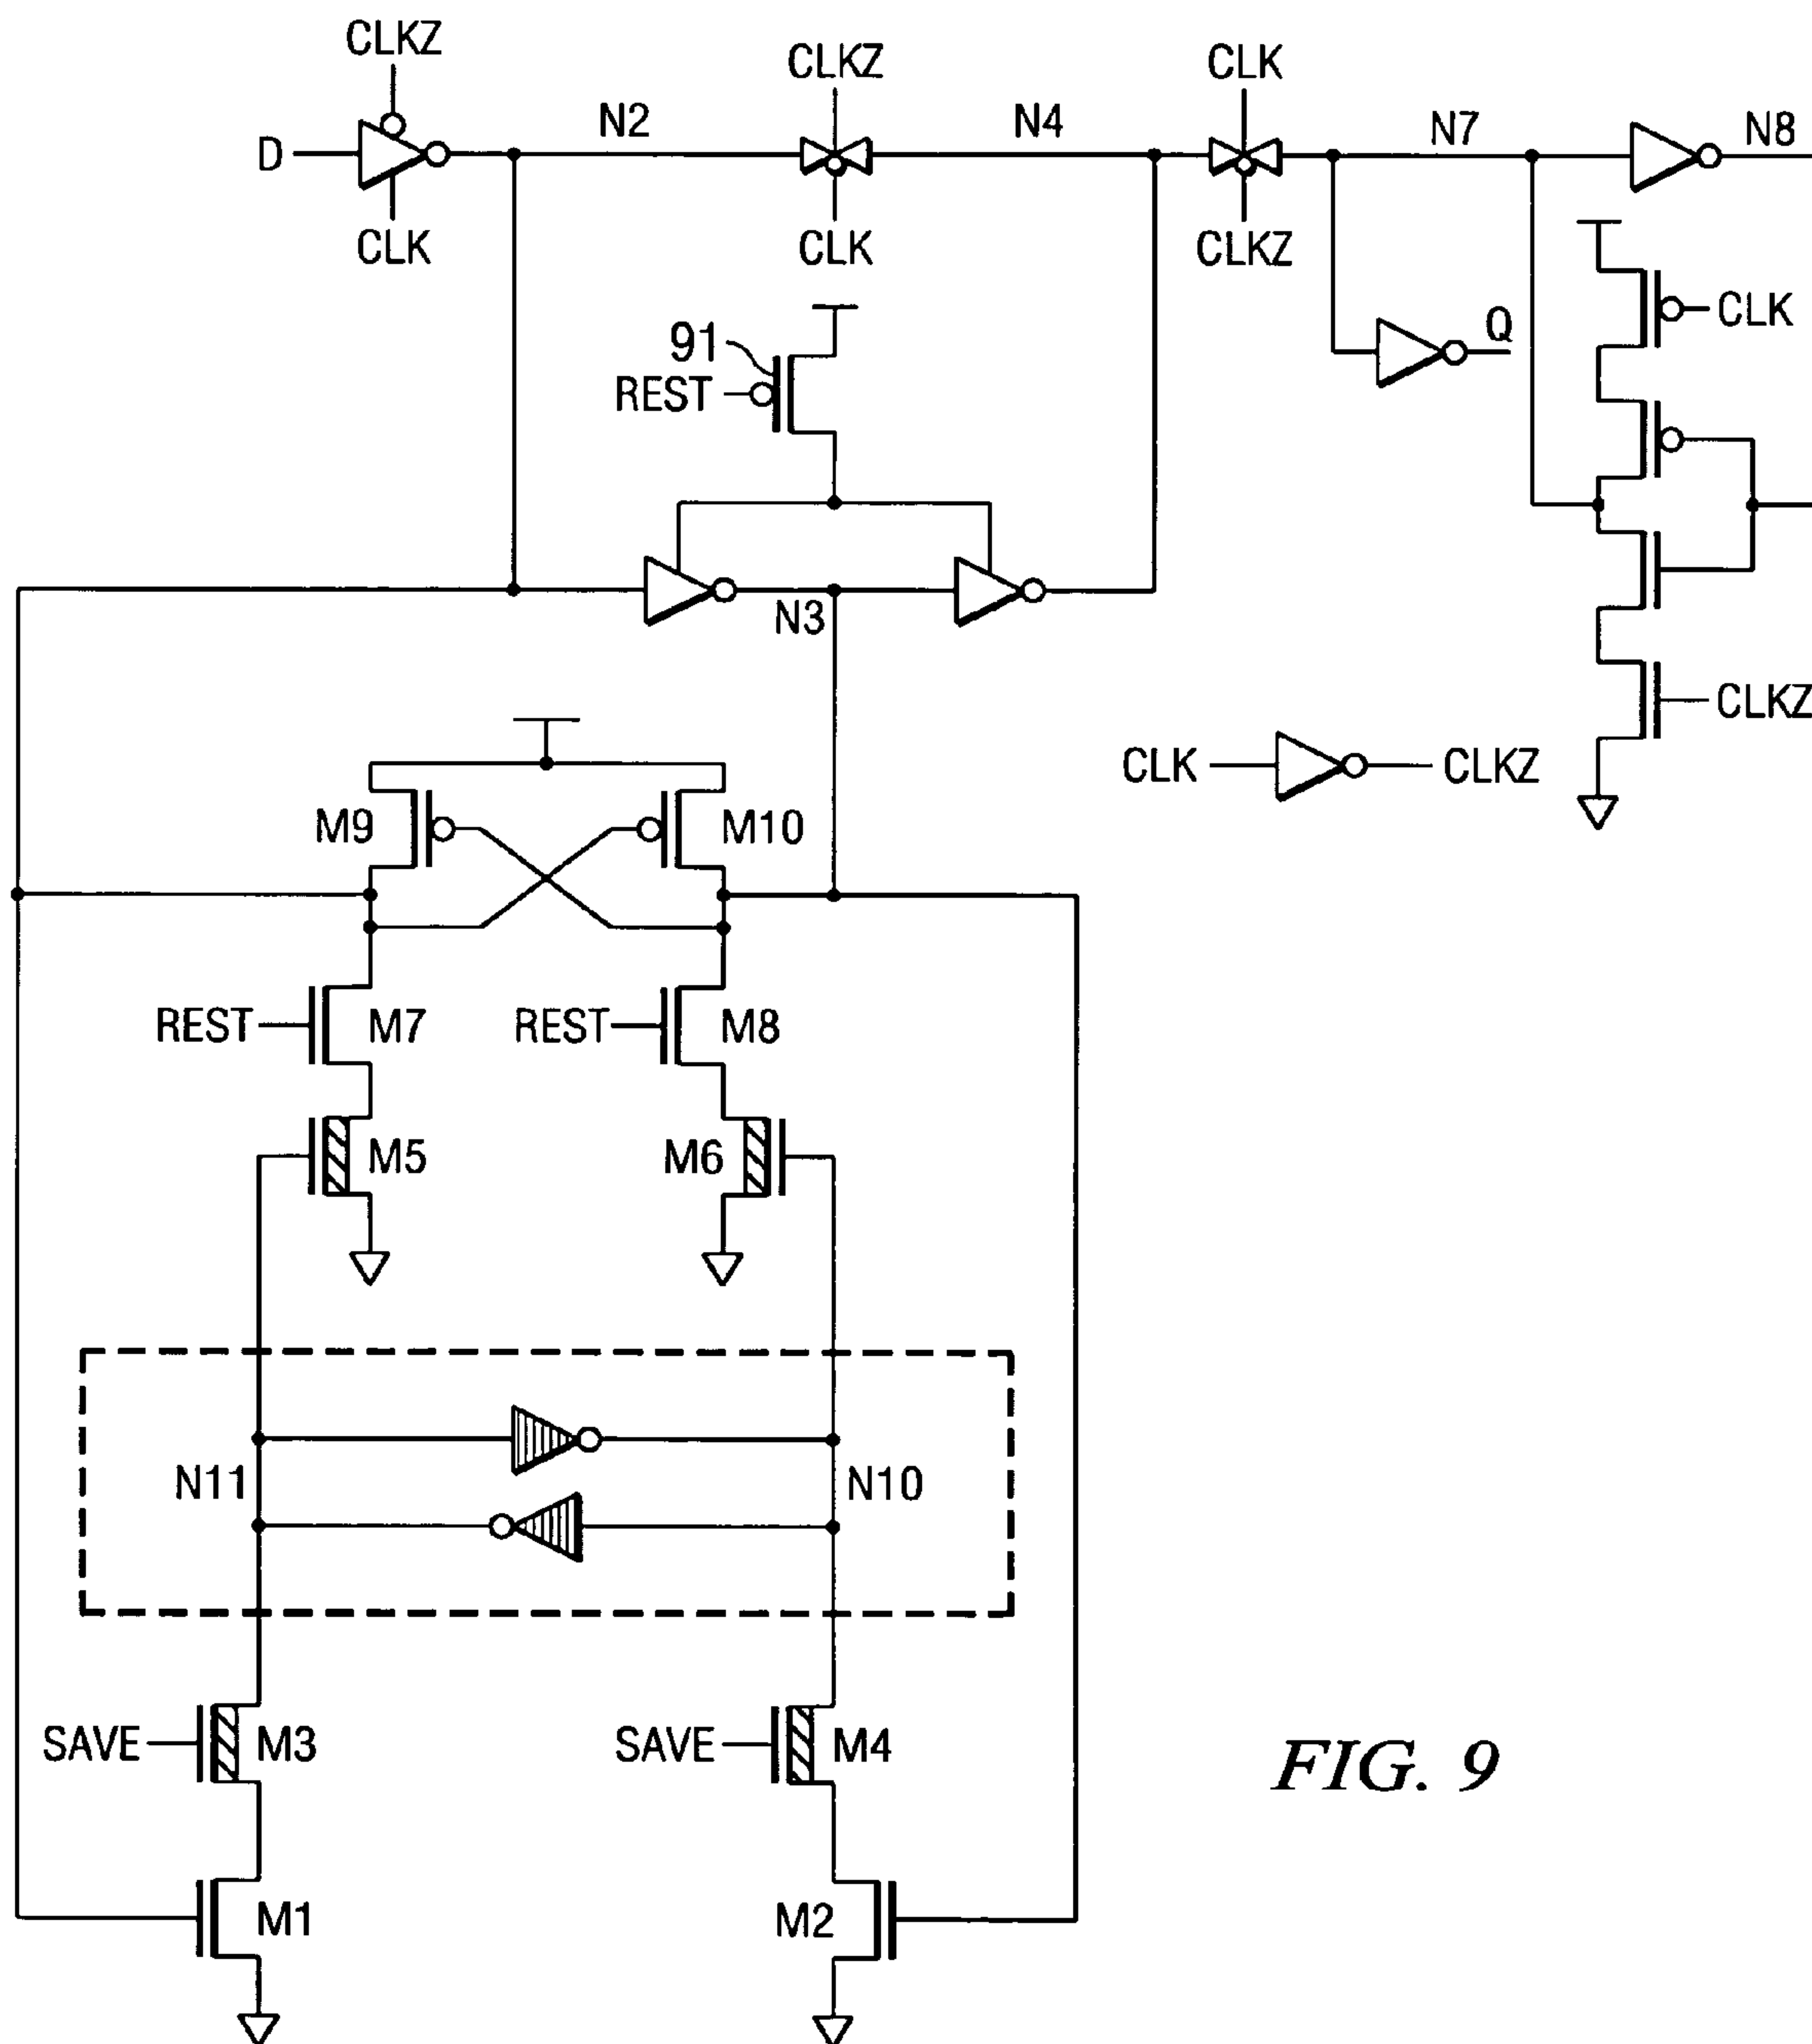 CLKZ
CLKZ
CLK
D
N2
N4
N7
N8
CLK
CLK
CLKZ
91
REST
Q
CLK
N3
CLKZ
CLK
CLKZ
M9
M10
REST
M7
REST
M8
M5
M6
N11
N10
SAVE
M3
SAVE
M4
FIG. 9
M1
M2